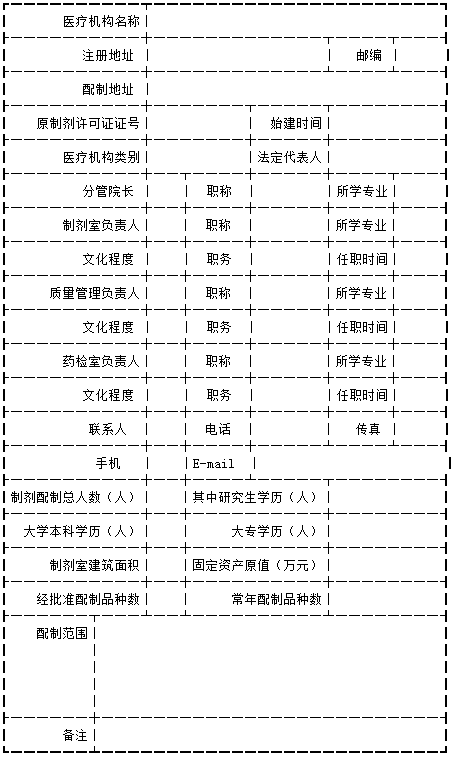 医疗机构名称
注册地址 邮编
配制地址
原制剂许可证证号 始建时间
医疗机构类别 法定代表人
分管院长 职称 所学专业
制剂室负责人 职称 所学专业
文化程度 职务 任职时间
质量管理负责人 职称 所学专业
文化程度 职务 任职时间
药检室负责人 职称 所学专业
文化程度 职务 任职时间
联系人 电话 传真
手机 E-mail
制剂配制总人数（人） 其中研究生学历（人）
大学本科学历（人） 大专学历（人）
制剂室建筑面积 固定资产原值（万元）
经批准配制品种数 常年配制品种数
配制范围
备注